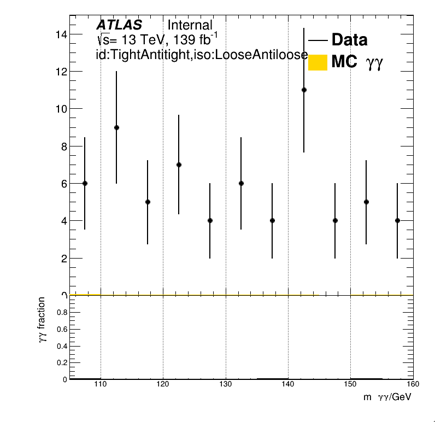 ATLAS Internal
√s= 13 TeV, 139 fb⁻¹
id:TightAntitight,iso:LooseAntiloose
Data
MC γγ
14
12
10
8
6
4
2
0
γγ fraction
0.8
0.6
0.4
0.2
0
110 120 130 140 150 160
m γγ/GeV